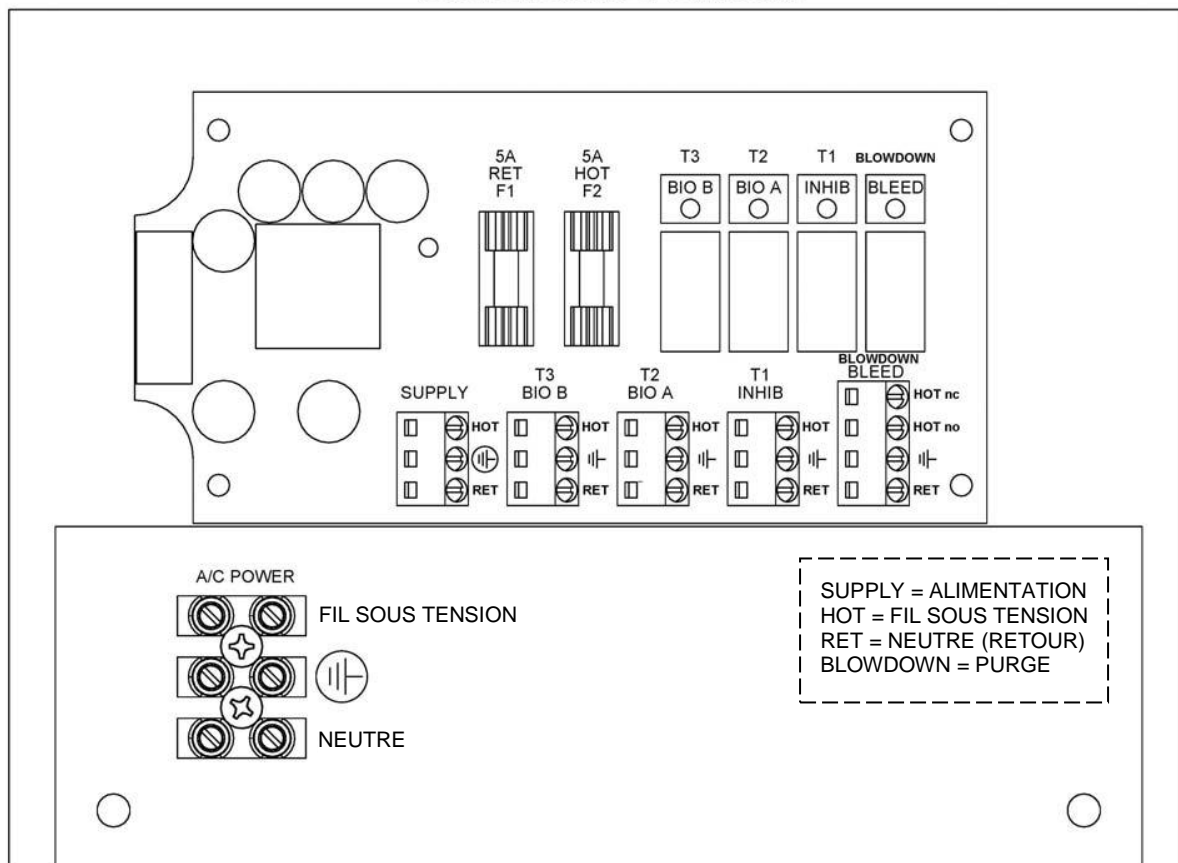 5A
RET
F1
5A
HOT
F2
T3
BIO B
T2
BIO A
T1
INHIB
BLOWDOWN
BLEED
SUPPLY
HOT
RET
T3
BIO B
HOT
RET
T2
BIO A
HOT
RET
T1
INHIB
HOT
RET
BLOWDOWN
BLEED
HOT nc
HOT no
RET
A/C POWER
FIL SOUS TENSION
NEUTRE
SUPPLY = ALIMENTATION
HOT = FIL SOUS TENSION
RET = NEUTRE (RETOUR)
BLOWDOWN = PURGE